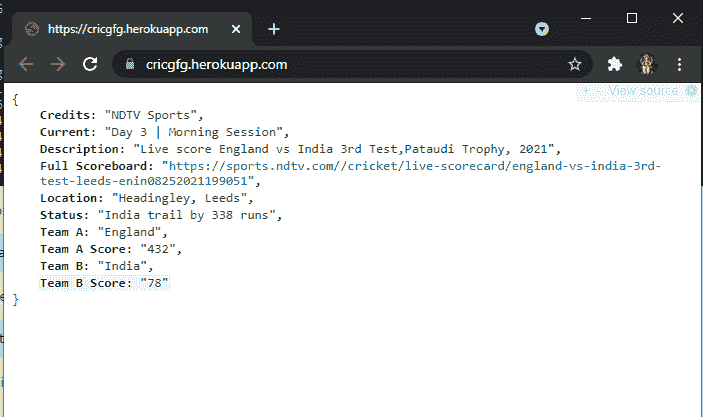 https://cricgfg.herokuapp.com
cricgfg.herokuapp.com
+ - View source
{
Credits: "NDTV Sports",
Current: "Day 3 | Morning Session",
Description: "Live score England vs India 3rd Test,Pataudi Trophy, 2021",
Full Scoreboard: "https://sports.ndtv.com//cricket/live-scorecard/england-vs-india-3rd-
test-leeds-enin08252021199051",
Location: "Headingley, Leeds",
Status: "India trail by 338 runs",
Team A: "England",
Team A Score: "432",
Team B: "India",
Team B Score: "78"
}